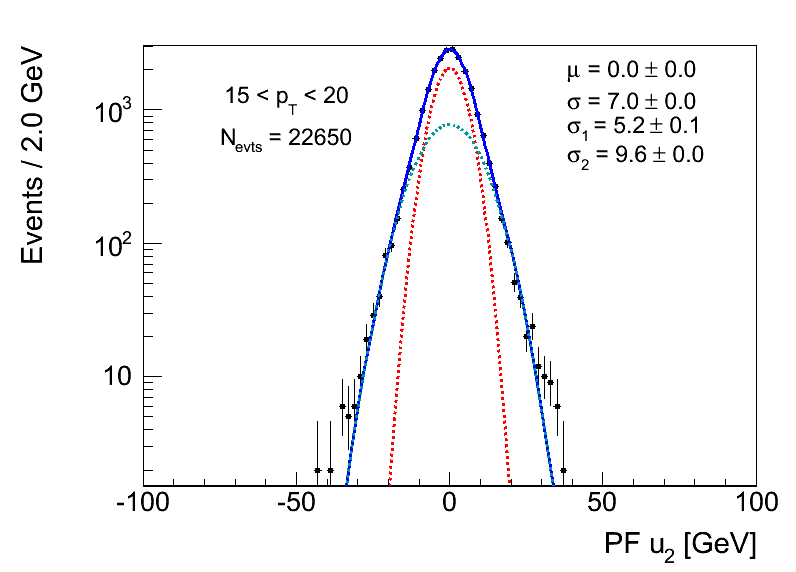 Events / 2.0 GeV
15 < p_T < 20
N_evts = 22650
μ = 0.0 ± 0.0
σ = 7.0 ± 0.0
σ_1 = 5.2 ± 0.1
σ_2 = 9.6 ± 0.0
10^3
10^2
10
-100 -50 0 50 100
PF u_2 [GeV]